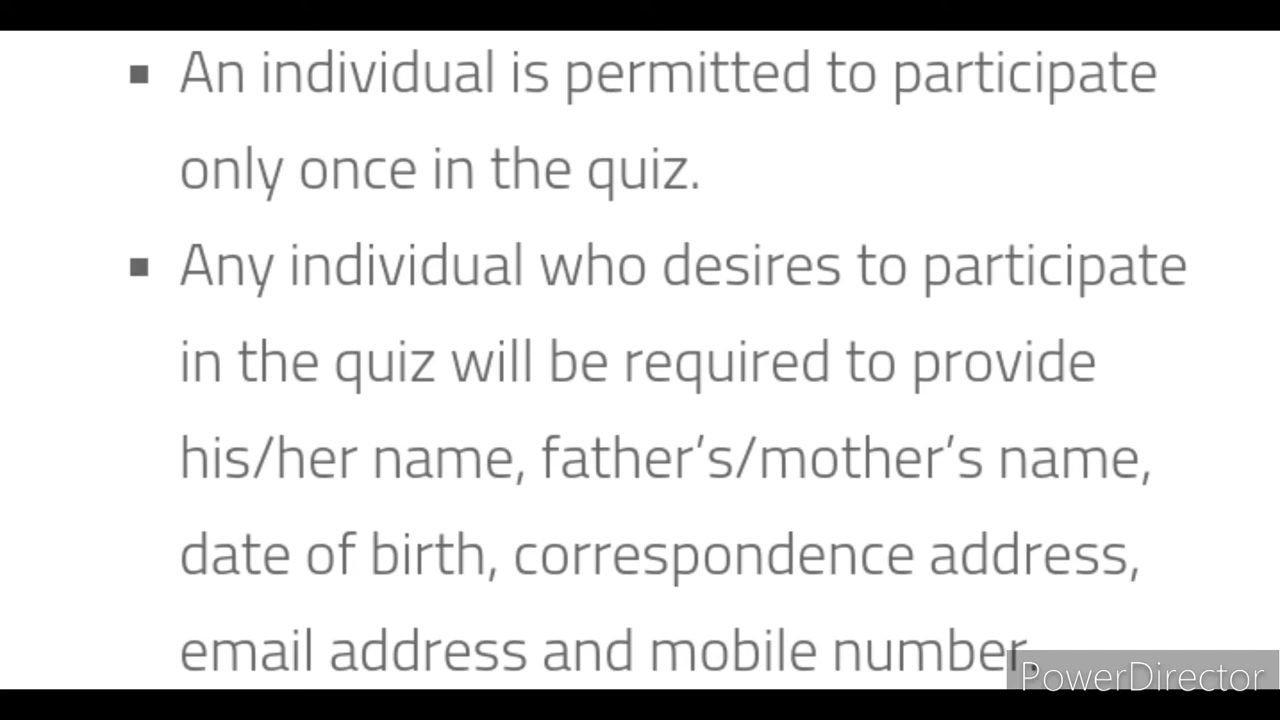 ▪ An individual is permitted to participate
only once in the quiz.
▪ Any individual who desires to participate
in the quiz will be required to provide
his/her name, father’s/mother’s name,
date of birth, correspondence address,
email address and mobile number.
PowerDirector